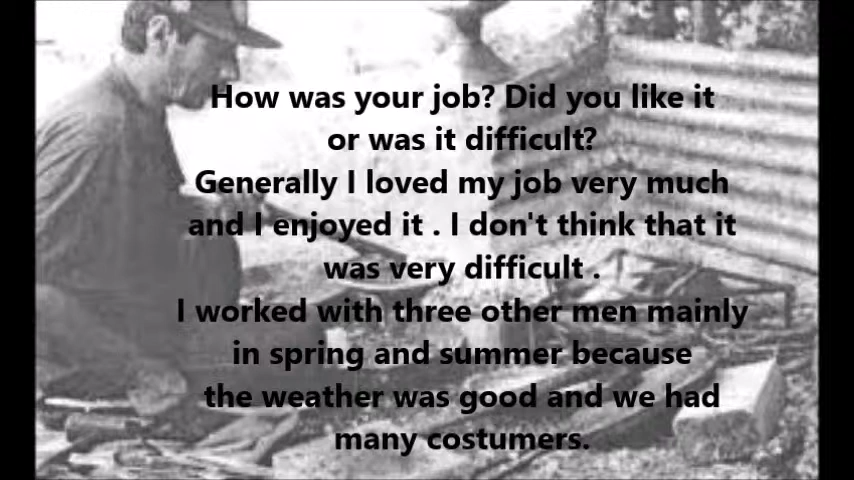 How was your job? Did you like it
or was it difficult?
Generally I loved my job very much
and I enjoyed it . I don't think that it
was very difficult .
I worked with three other men mainly
in spring and summer because
the weather was good and we had
many costumers.